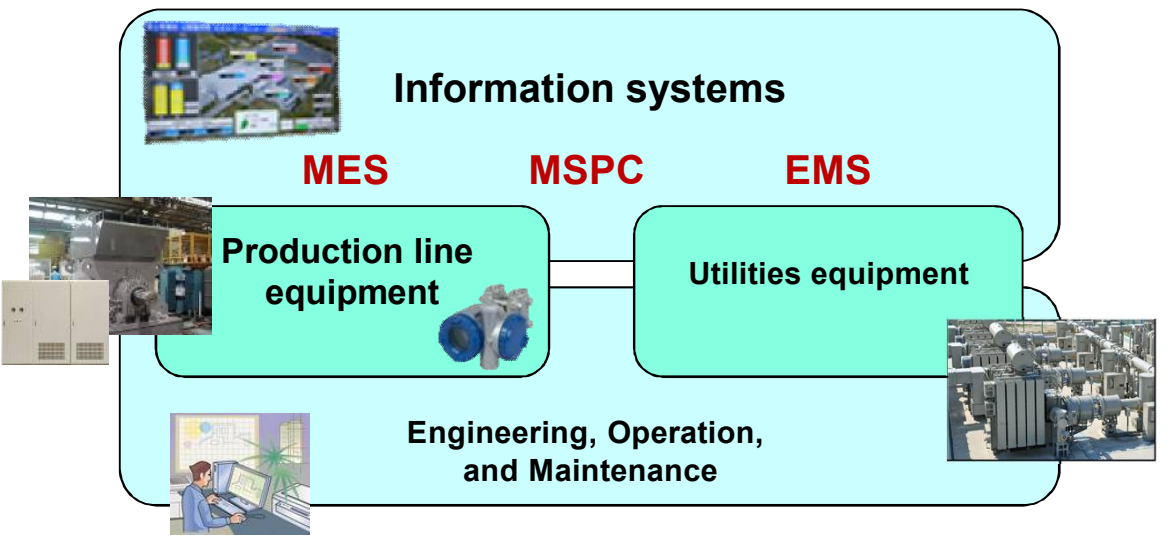 Information systems
MES MSPC EMS
Production line
equipment
Utilities equipment
Engineering, Operation,
and Maintenance